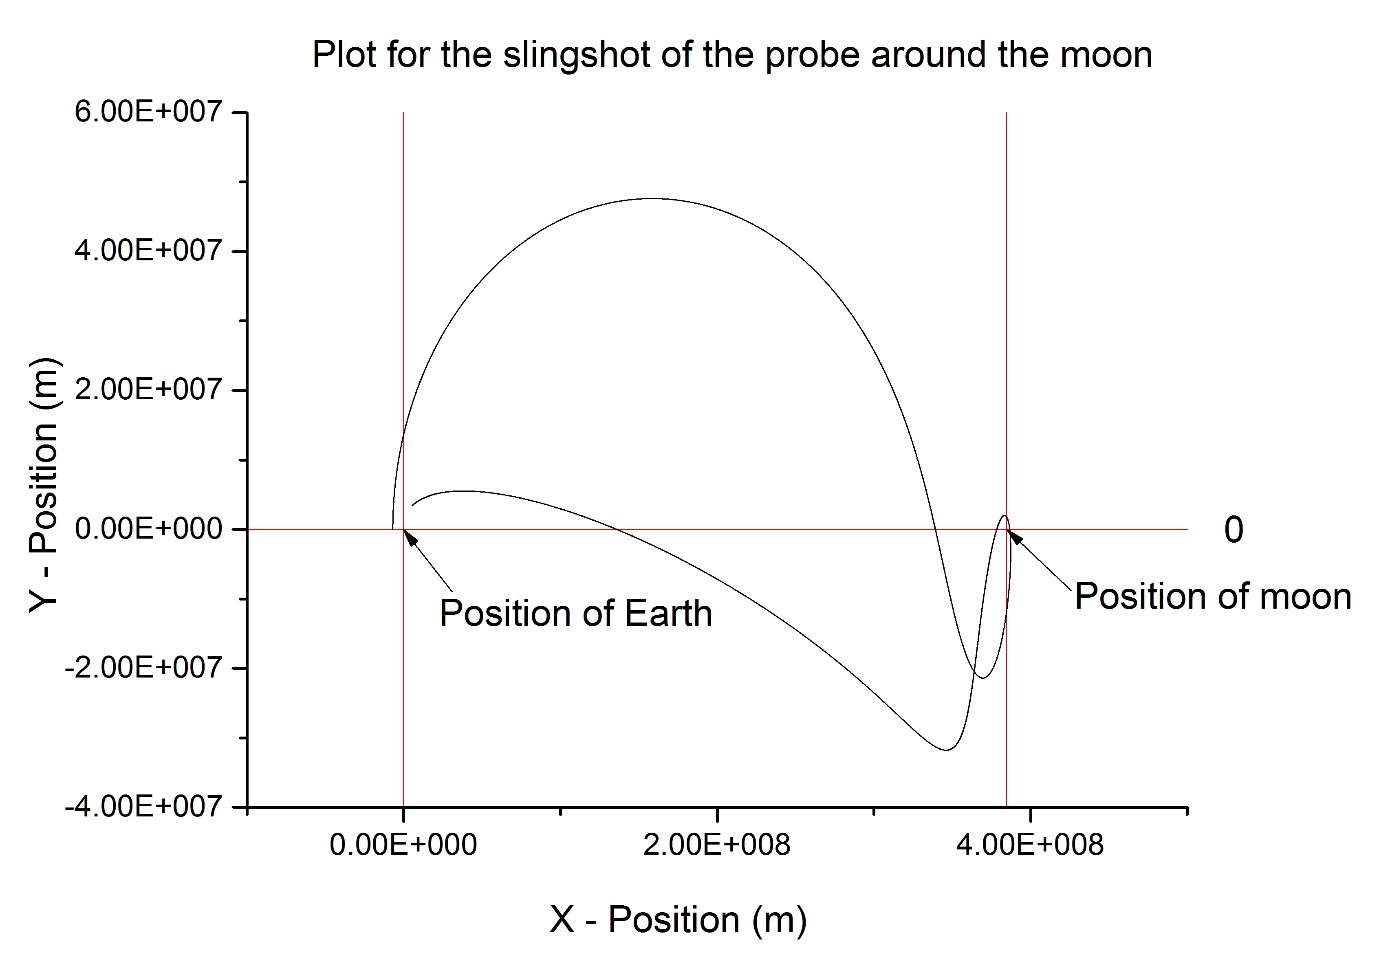 Plot for the slingshot of the probe around the moon
6.00E+007
4.00E+007
2.00E+007
0.00E+000
-2.00E+007
-4.00E+007
Y - Position (m)
0
Position of Earth
Position of moon
0.00E+000
2.00E+008
4.00E+008
X - Position (m)